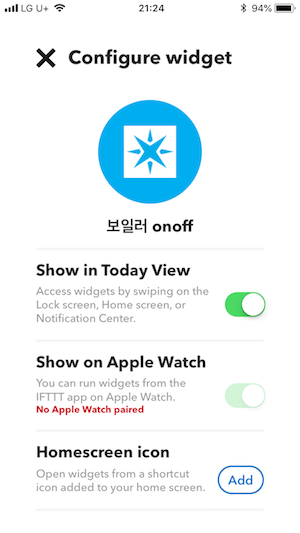 LG U+ 21:24 94%
Configure widget
보일러 onoff
Show in Today View
Access widgets by swiping on the
Lock screen, Home screen, or
Notification Center.
Show on Apple Watch
You can run widgets from the
IFTTT app on Apple Watch.
No Apple Watch paired
Homescreen icon
Open widgets from a shortcut
icon added to your home screen.
Add